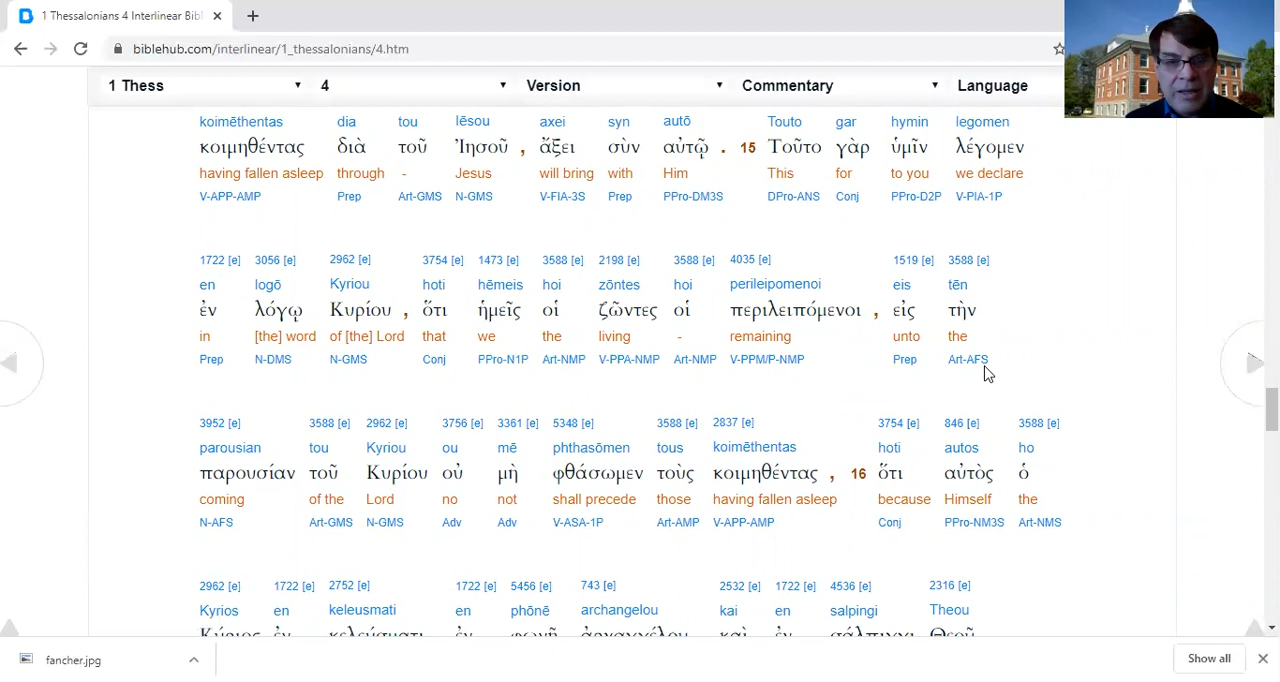 1 Thessalonians 4 Interlinear Bibl
biblehub.com/interlinear/1_thessalonians/4.htm
1 Thess 4 Version Commentary Language
koimēthentas dia tou Iēsou axei syn autō Touto gar hymin legomen
κοιμηθέντας διὰ τοῦ Ἰησοῦ , ἄξει σὺν αὐτῷ . 15 Τοῦτο γὰρ ὑμῖν λέγομεν
having fallen asleep through - Jesus will bring with Him This for to you we declare
V-APP-AMP Prep Art-GMS N-GMS V-FIA-3S Prep PPro-DM3S DPro-ANS Conj PPro-D2P V-PIA-1P
1722 [e] 3056 [e] 2962 [e] 3754 [e] 1473 [e] 3588 [e] 2198 [e] 3588 [e] 4035 [e] 1519 [e] 3588 [e]
en logō Kyriou hoti hēmeis hoi zōntes hoi perileipomenoi eis tēn
ἐν λόγῳ Κυρίου , ὅτι ἡμεῖς οἱ ζῶντες οἱ περιλειπόμενοι , εἰς τὴν
in [the] word of [the] Lord that we the living - remaining unto the
Prep N-DMS N-GMS Conj PPro-N1P Art-NMP V-PPA-NMP Art-NMP V-PPM/P-NMP Prep Art-AFS
3952 [e] 3588 [e] 2962 [e] 3756 [e] 3361 [e] 5348 [e] 3588 [e] 2837 [e] 3754 [e] 846 [e] 3588 [e]
parousian tou Kyriou ou mē phthasōmen tous koimēthentas hoti autos ho
παρουσίαν τοῦ Κυρίου οὐ μὴ φθάσωμεν τοὺς κοιμηθέντας , 16 ὅτι αὐτὸς ὁ
coming of the Lord no not shall precede those having fallen asleep because Himself the
N-AFS Art-GMS N-GMS Adv Adv V-ASA-1P Art-AMP V-APP-AMP Conj PPro-NM3S Art-NMS
2962 [e] 1722 [e] 2752 [e] 1722 [e] 5456 [e] 743 [e] 2532 [e] 1722 [e] 4536 [e] 2316 [e]
Kyrios en keleusmati en phōnē archangelou kai en salpingi Theou
Κύριος ἐν κελεύσματι ἐν φωνῇ ἀρχαγγέλου καὶ ἐν σάλπιγγι Θεοῦ
fancher.jpg Show all